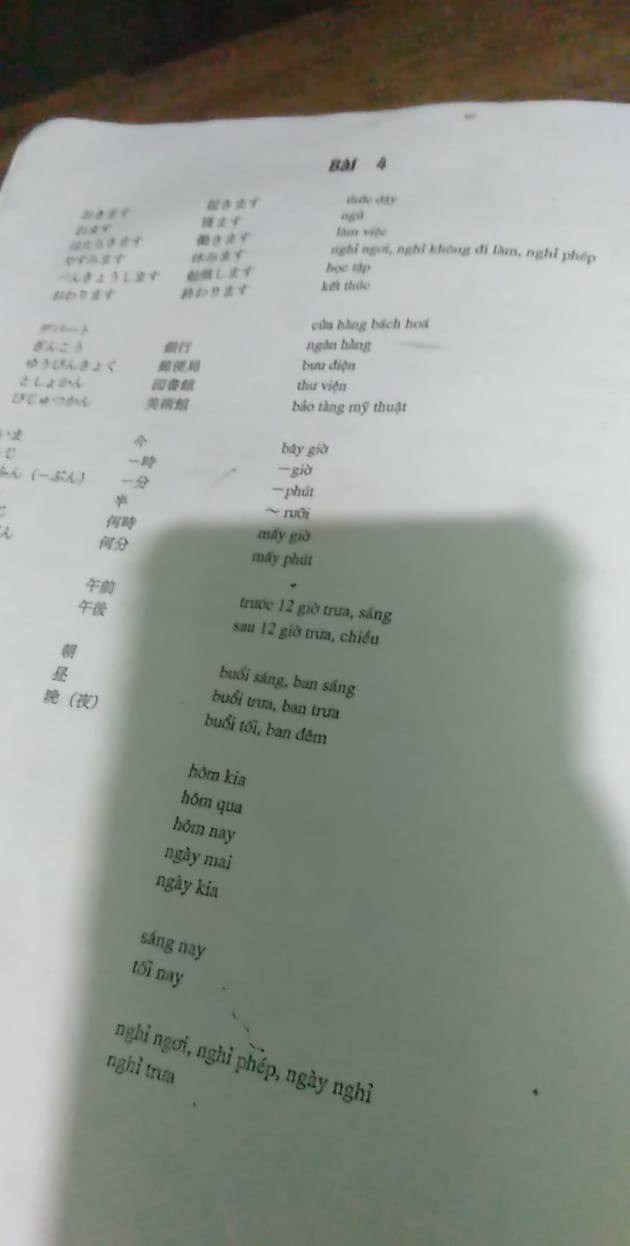 Bài 4
おきます 起きます thức dậy
ねます 寝ます ngủ
はたらきます 働きます làm việc
やすみます 休みます nghỉ ngơi, nghỉ không đi làm, nghỉ phép
べんきょうします 勉強します học tập
おわります 終わります kết thúc
デパート cửa hàng bách hoá
ぎんこう 銀行 ngân hàng
ゆうびんきょく 郵便局 bưu điện
としょかん 図書館 thư viện
びじゅつかん 美術館 bảo tàng mỹ thuật
いま 今 bây giờ
じ －時 －giờ
ふん（－ぷん） －分 －phút
半 ～ rưỡi
何時 mấy giờ
ん 何分 mấy phút
午前 trước 12 giờ trưa, sáng
午後 sau 12 giờ trưa, chiều
朝 buổi sáng, ban sáng
昼 buổi trưa, ban trưa
晩（夜） buổi tối, ban đêm
hôm kia
hôm qua
hôm nay
ngày mai
ngày kia
sáng nay
tối nay
nghỉ ngơi, nghỉ phép, ngày nghỉ
nghỉ trưa